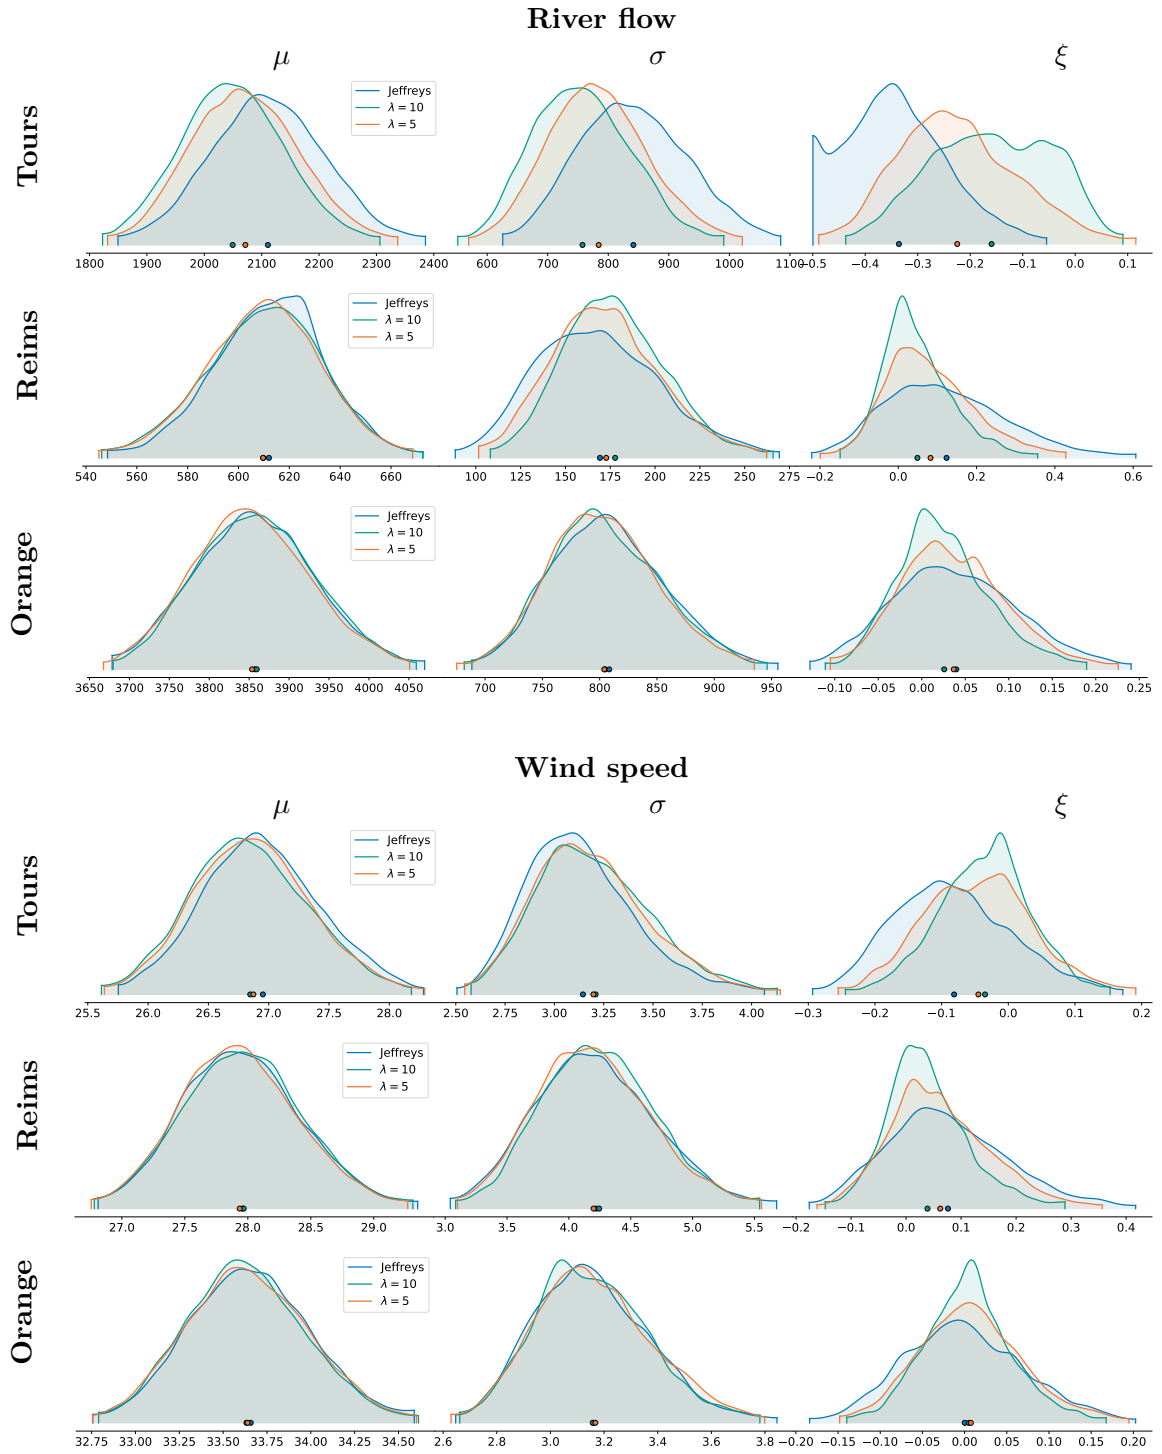 River flow
μ σ ξ
Tours
Jeffreys
λ = 10
λ = 5
1800 1900 2000 2100 2200 2300 2400 600 700 800 900 1000 1100 −0.5 −0.4 −0.3 −0.2 −0.1 0.0 0.1
Reims
Jeffreys
λ = 10
λ = 5
540 560 580 600 620 640 660 100 125 150 175 200 225 250 275 −0.2 0.0 0.2 0.4 0.6
Orange
Jeffreys
λ = 10
λ = 5
3650 3700 3750 3800 3850 3900 3950 4000 4050 700 750 800 850 900 950 −0.10 −0.05 0.00 0.05 0.10 0.15 0.20 0.25
Wind speed
μ σ ξ
Tours
Jeffreys
λ = 10
λ = 5
25.5 26.0 26.5 27.0 27.5 28.0 2.50 2.75 3.00 3.25 3.50 3.75 4.00 −0.3 −0.2 −0.1 0.0 0.1 0.2
Reims
Jeffreys
λ = 10
λ = 5
27.0 27.5 28.0 28.5 29.0 3.0 3.5 4.0 4.5 5.0 5.5 −0.2 −0.1 0.0 0.1 0.2 0.3 0.4
Orange
Jeffreys
λ = 10
λ = 5
32.75 33.00 33.25 33.50 33.75 34.00 34.25 34.50 2.6 2.8 3.0 3.2 3.4 3.6 3.8 −0.20 −0.15 −0.10 −0.05 0.00 0.05 0.10 0.15 0.20